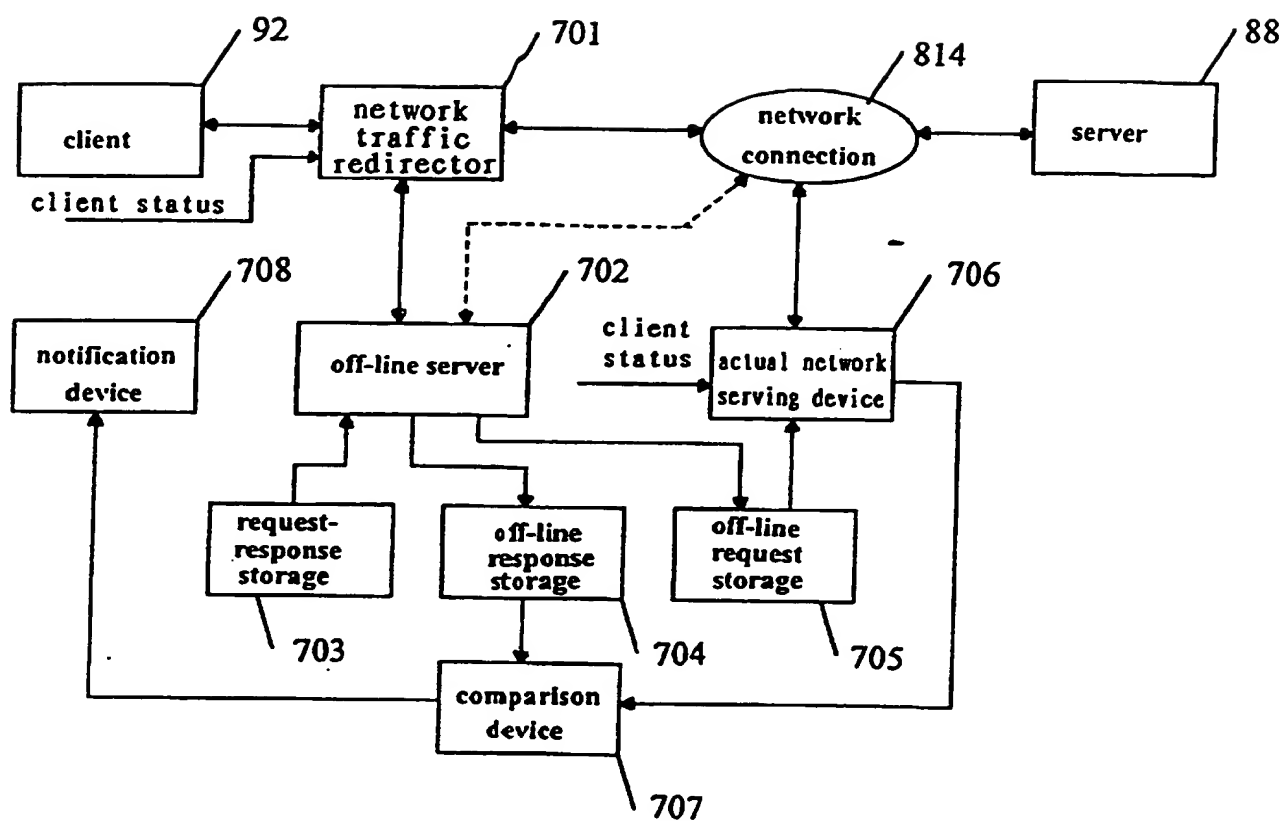 92
701
814
88
client
network
traffic
redirector
network
connection
server
client status
708
702
706
notification
device
off-line server
client
status
actual network
serving device
request-
response
storage
off-line
response
storage
off-line
request
storage
703
704
705
comparison
device
707